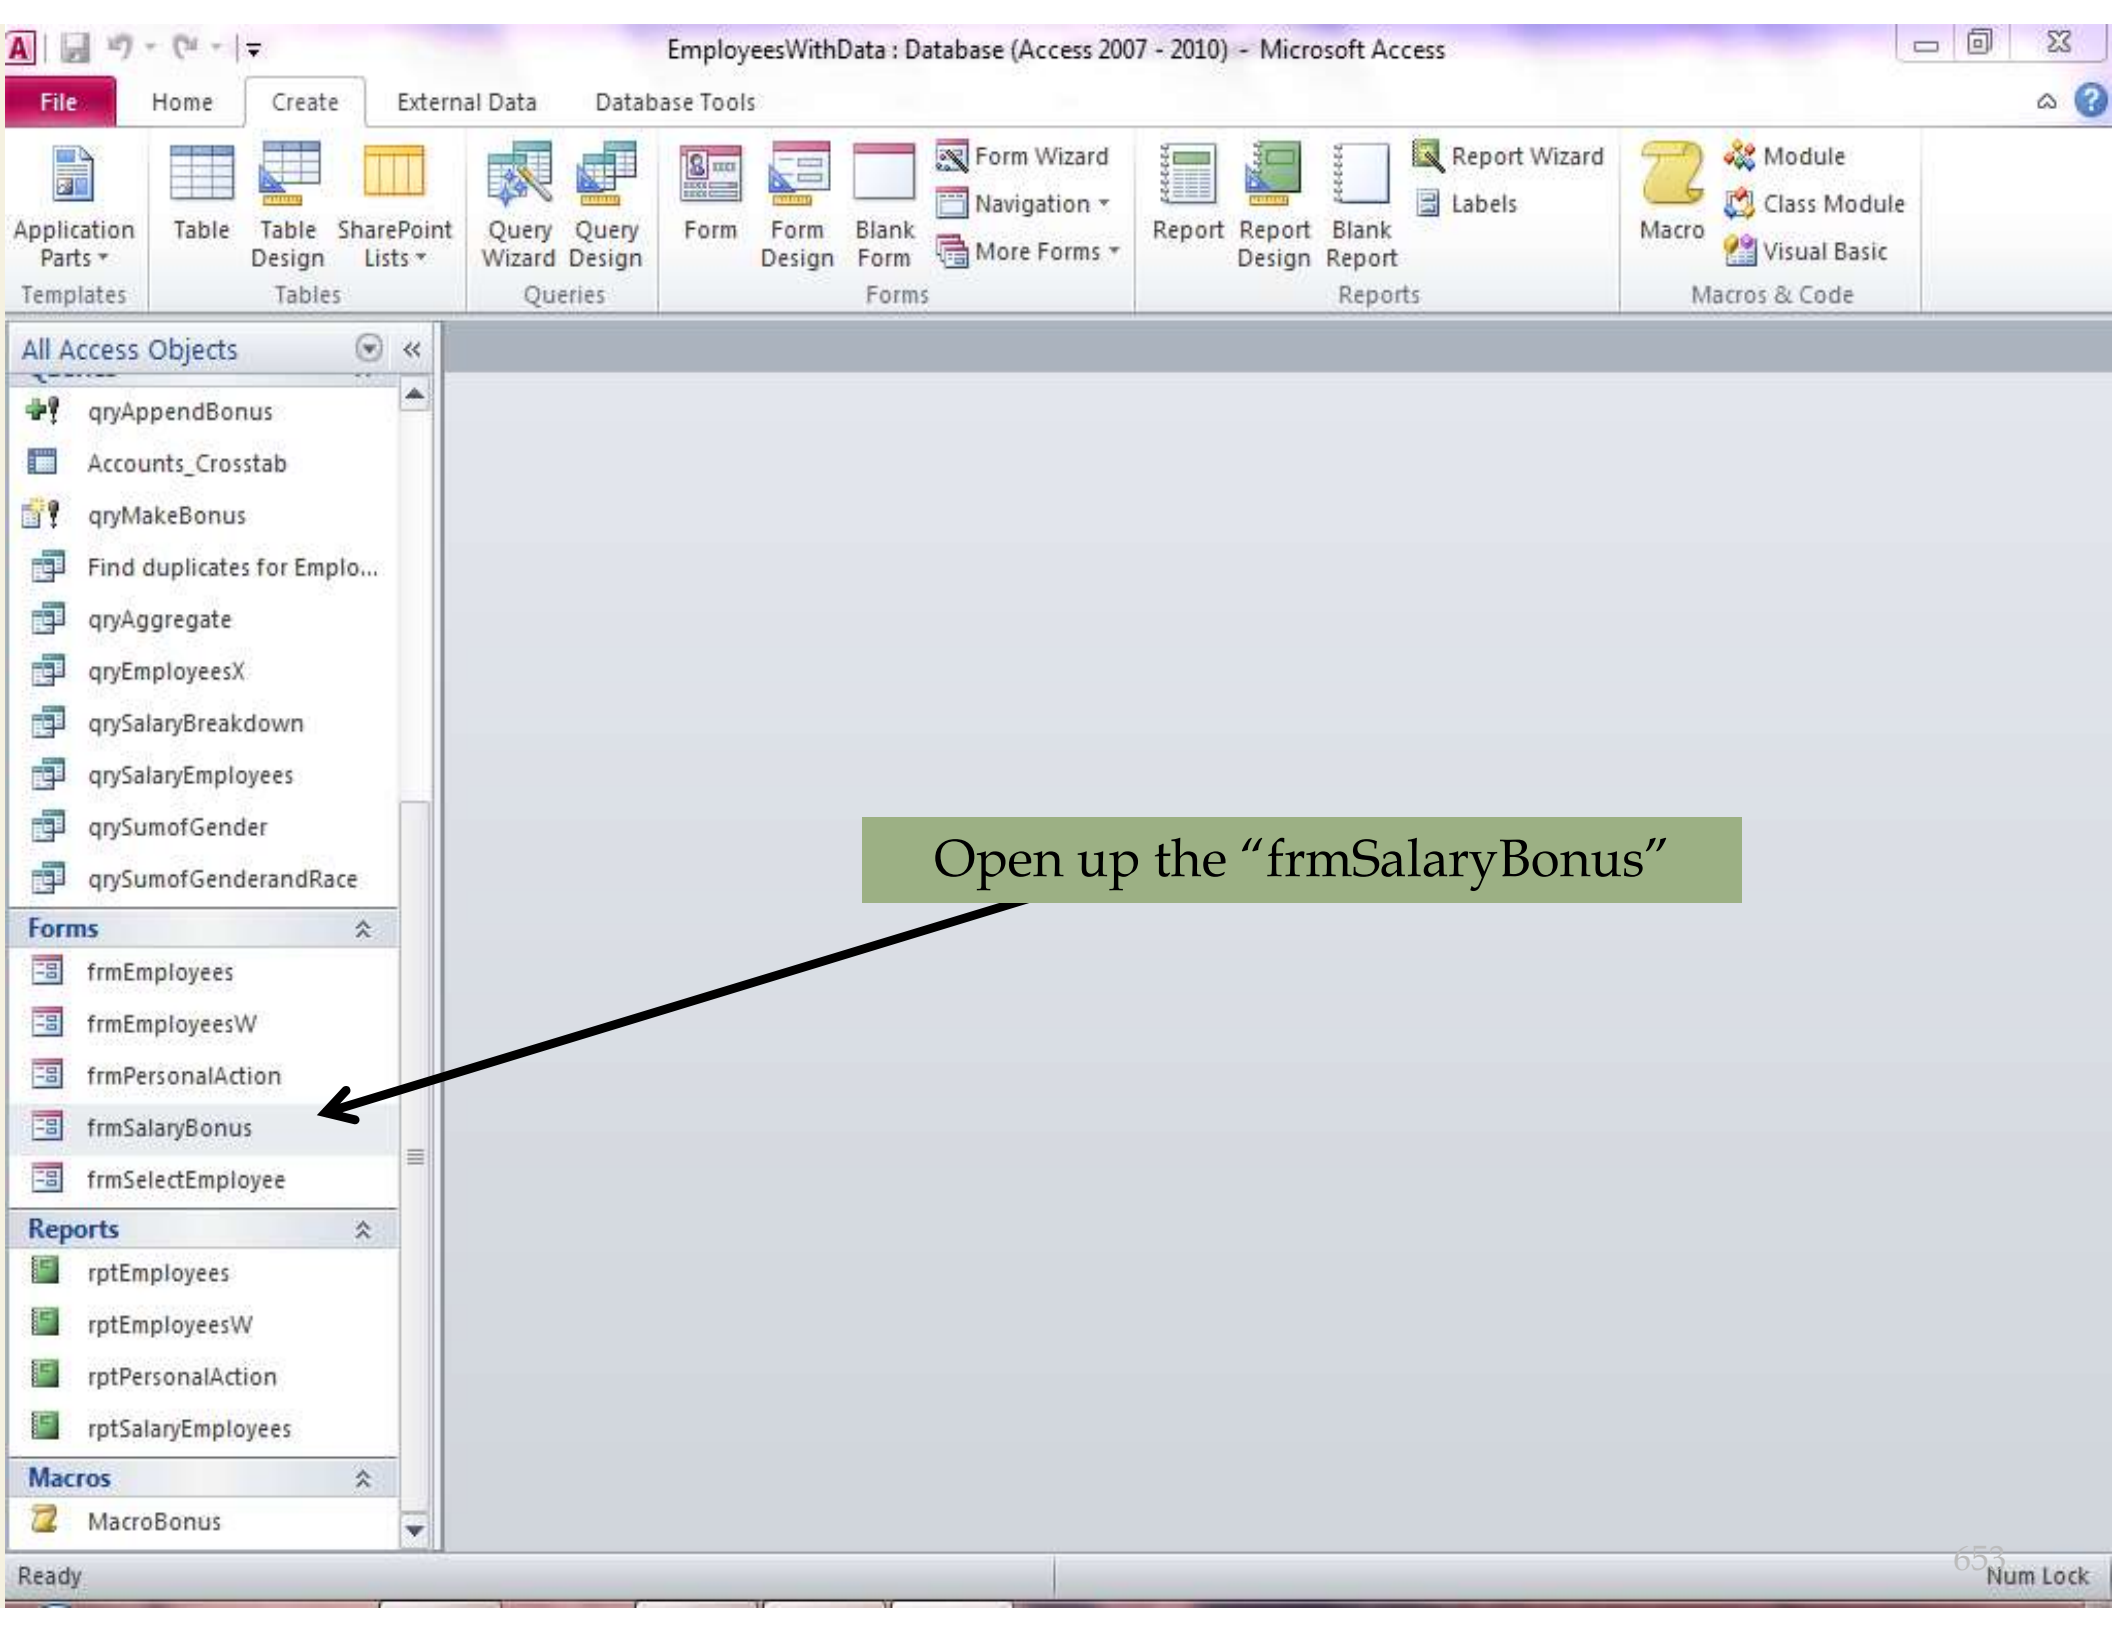 EmployeesWithData : Database (Access 2007 - 2010) - Microsoft Access
File Home Create External Data Database Tools
Application Parts
Table
Table Design
SharePoint Lists
Query Wizard
Query Design
Form
Form Design
Blank Form
Form Wizard
Navigation
More Forms
Report
Report Design
Blank Report
Report Wizard
Labels
Macro
Module
Class Module
Visual Basic
Templates Tables Queries Forms Reports Macros & Code
All Access Objects
qryAppendBonus
Accounts_Crosstab
qryMakeBonus
Find duplicates for Emplo...
qryAggregate
qryEmployeesX
qrySalaryBreakdown
qrySalaryEmployees
qrySumofGender
qrySumofGenderandRace
Forms
frmEmployees
frmEmployeesW
frmPersonalAction
frmSalaryBonus
frmSelectEmployee
Reports
rptEmployees
rptEmployeesW
rptPersonalAction
rptSalaryEmployees
Macros
MacroBonus
Open up the “frmSalaryBonus”
653
Ready
Num Lock